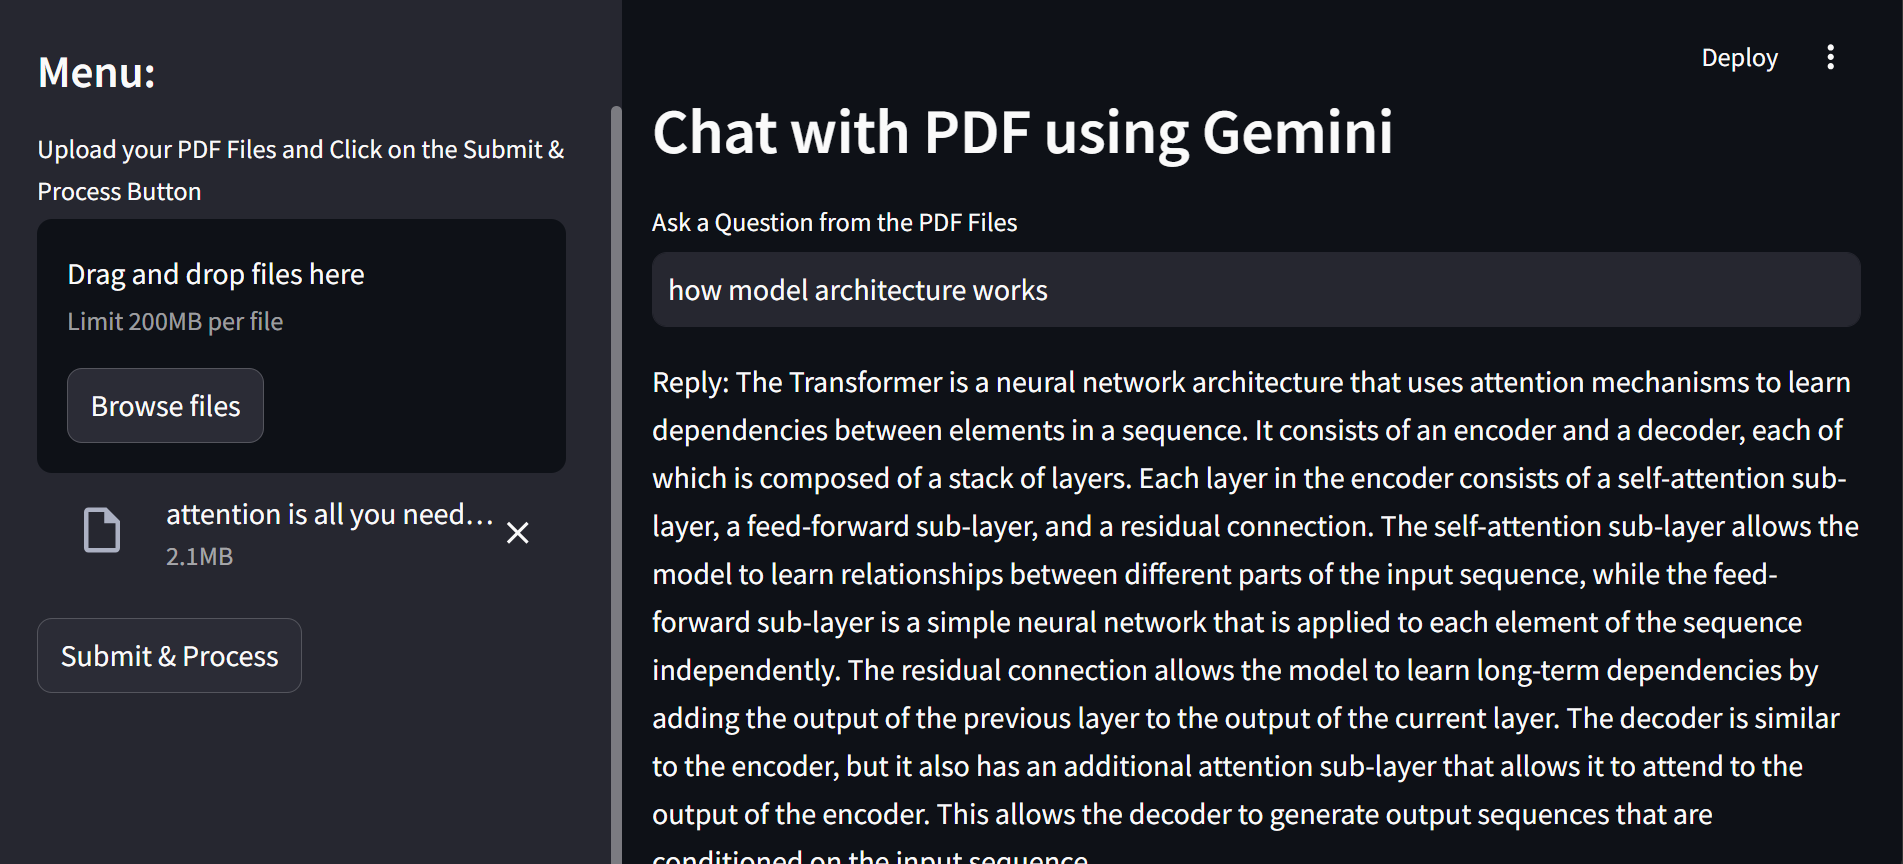 Menu:
Upload your PDF Files and Click on the Submit &
Process Button
Drag and drop files here
Limit 200MB per file
Browse files
attention is all you need...
2.1MB
Submit & Process
Deploy
Chat with PDF using Gemini
Ask a Question from the PDF Files
how model architecture works
Reply: The Transformer is a neural network architecture that uses attention mechanisms to learn
dependencies between elements in a sequence. It consists of an encoder and a decoder, each of
which is composed of a stack of layers. Each layer in the encoder consists of a self-attention sub-
layer, a feed-forward sub-layer, and a residual connection. The self-attention sub-layer allows the
model to learn relationships between different parts of the input sequence, while the feed-
forward sub-layer is a simple neural network that is applied to each element of the sequence
independently. The residual connection allows the model to learn long-term dependencies by
adding the output of the previous layer to the output of the current layer. The decoder is similar
to the encoder, but it also has an additional attention sub-layer that allows it to attend to the
output of the encoder. This allows the decoder to generate output sequences that are
conditioned on the input sequence.